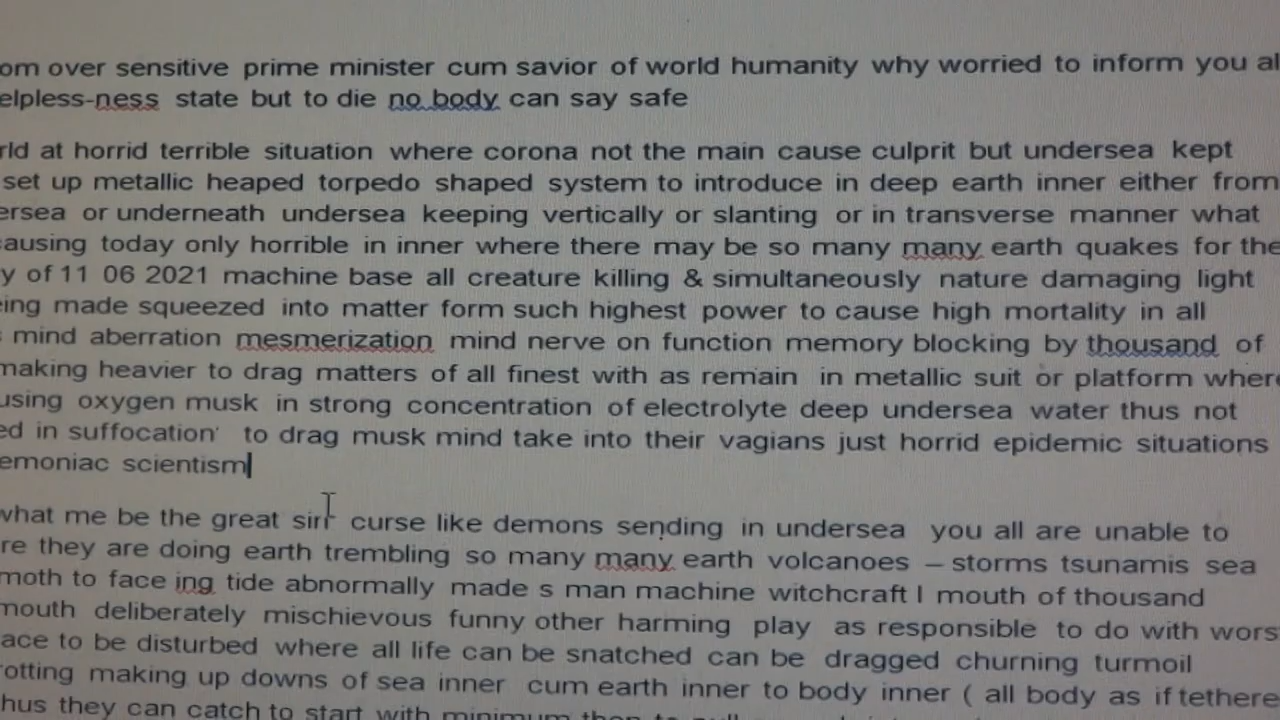 om over sensitive prime minister cum savior of world humanity why worried to inform you al
elpless-ness state but to die no body can say safe
rld at horrid terrible situation where corona not the main cause culprit but undersea kept
set up metallic heaped torpedo shaped system to introduce in deep earth inner either from
ersea or underneath undersea keeping vertically or slanting or in transverse manner what
ausing today only horrible in inner where there may be so many many earth quakes for the
y of 11 06 2021 machine base all creature killing & simultaneously nature damaging light
eing made squeezed into matter form such highest power to cause high mortality in all
s mind aberration mesmerization mind nerve on function memory blocking by thousand of
making heavier to drag matters of all finest with as remain in metallic suit or platform where
using oxygen musk in strong concentration of electrolyte deep undersea water thus not
ed in suffocation' to drag musk mind take into their vagians just horrid epidemic situations
emoniac scientism
what me be the great sirr curse like demons sending in undersea you all are unable to
re they are doing earth trembling so many many earth volcanoes – storms tsunamis sea
moth to face ing tide abnormally made s man machine witchcraft I mouth of thousand
mouth deliberately mischievous funny other harming play as responsible to do with wors
ace to be disturbed where all life can be snatched can be dragged churning turmoil
rotting making up downs of sea inner cum earth inner to body inner ( all body as if tethere
hus they can catch to start with minimum then to